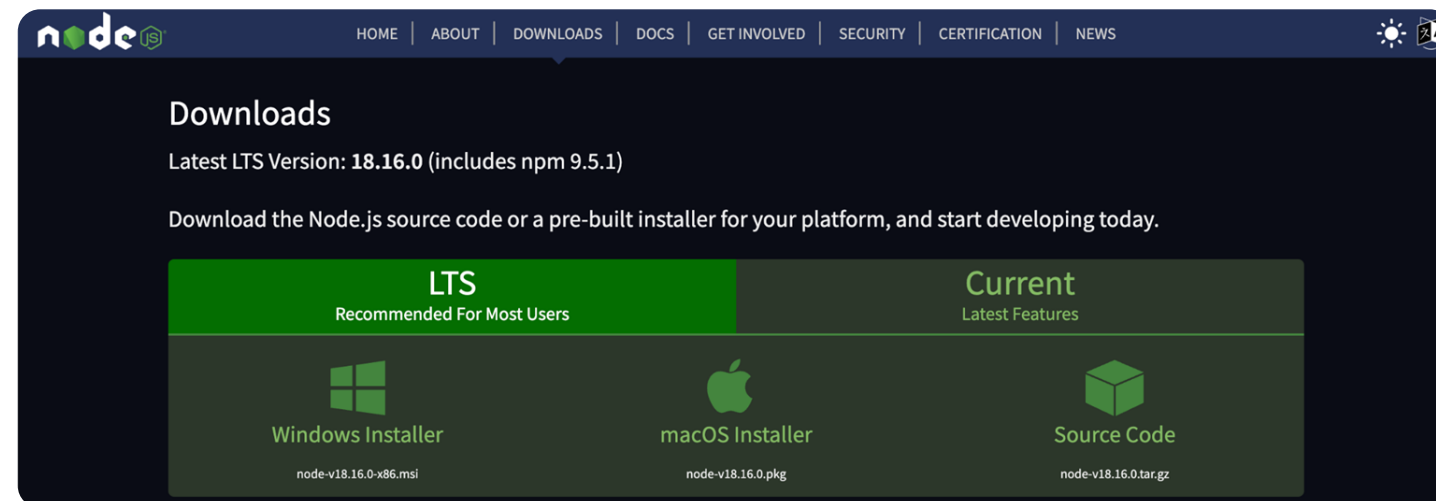 node JS
HOME | ABOUT | DOWNLOADS | DOCS | GET INVOLVED | SECURITY | CERTIFICATION | NEWS
Downloads
Latest LTS Version: 18.16.0 (includes npm 9.5.1)
Download the Node.js source code or a pre-built installer for your platform, and start developing today.
LTS
Recommended For Most Users
Current
Latest Features
Windows Installer
node-v18.16.0-x86.msi
macOS Installer
node-v18.16.0.pkg
Source Code
node-v18.16.0.tar.gz